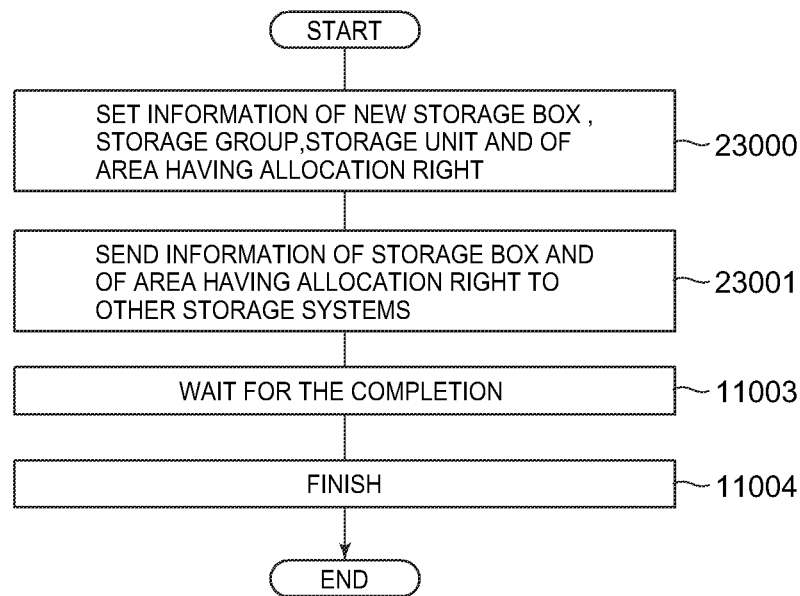 START
SET INFORMATION OF NEW STORAGE BOX ,
STORAGE GROUP,STORAGE UNIT AND OF
AREA HAVING ALLOCATION RIGHT
23000
SEND INFORMATION OF STORAGE BOX AND
OF AREA HAVING ALLOCATION RIGHT TO
OTHER STORAGE SYSTEMS
23001
WAIT FOR THE COMPLETION
11003
FINISH
11004
END